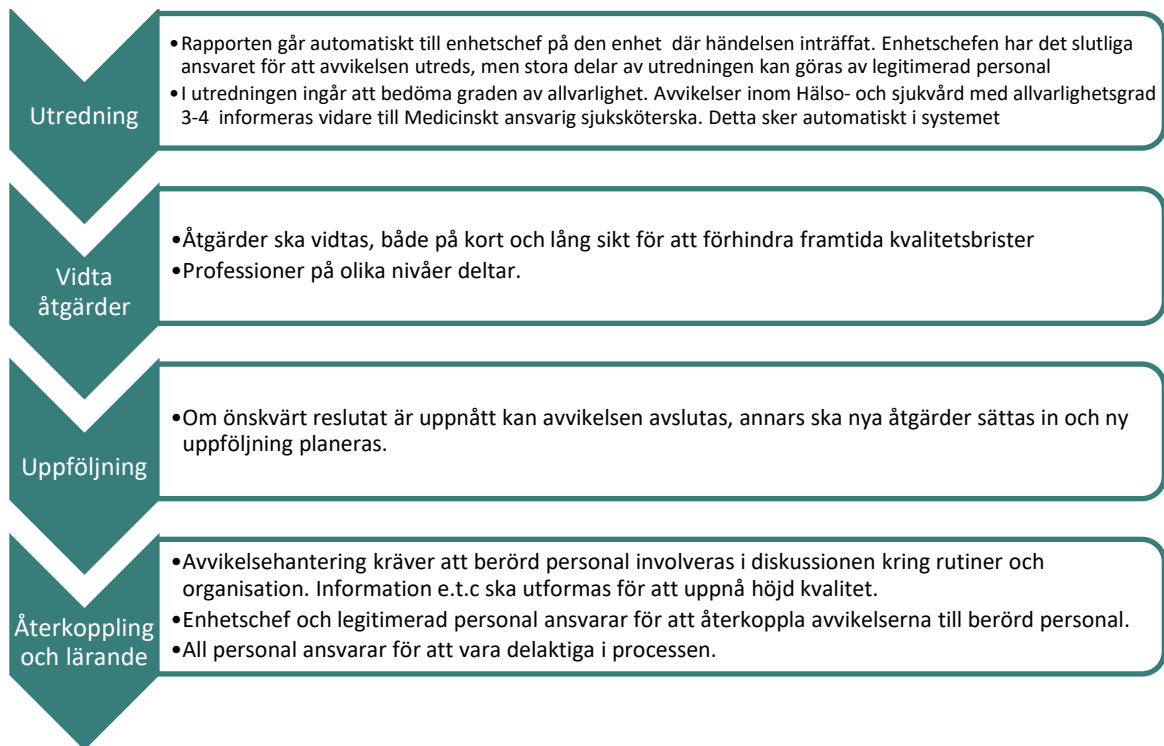 Utredning
•Rapporten går automatiskt till enhetschef på den enhet  där händelsen inträffat. Enhetschefen har det slutliga
ansvaret för att avvikelsen utreds, men stora delar av utredningen kan göras av legitimerad personal
•I utredningen ingår att bedöma graden av allvarlighet. Avvikelser inom Hälso- och sjukvård med allvarlighetsgrad
3-4  informeras vidare till Medicinskt ansvarig sjuksköterska. Detta sker automatiskt i systemet
Vidta
åtgärder
•Åtgärder ska vidtas, både på kort och lång sikt för att förhindra framtida kvalitetsbrister
•Professioner på olika nivåer deltar.
Uppföljning
•Om önskvärt reslutat är uppnått kan avvikelsen avslutas, annars ska nya åtgärder sättas in och ny
uppföljning planeras.
Återkoppling
och lärande
•Avvikelsehantering kräver att berörd personal involveras i diskussionen kring rutiner och
organisation. Information e.t.c ska utformas för att uppnå höjd kvalitet.
•Enhetschef och legitimerad personal ansvarar för att återkoppla avvikelserna till berörd personal.
•All personal ansvarar för att vara delaktiga i processen.